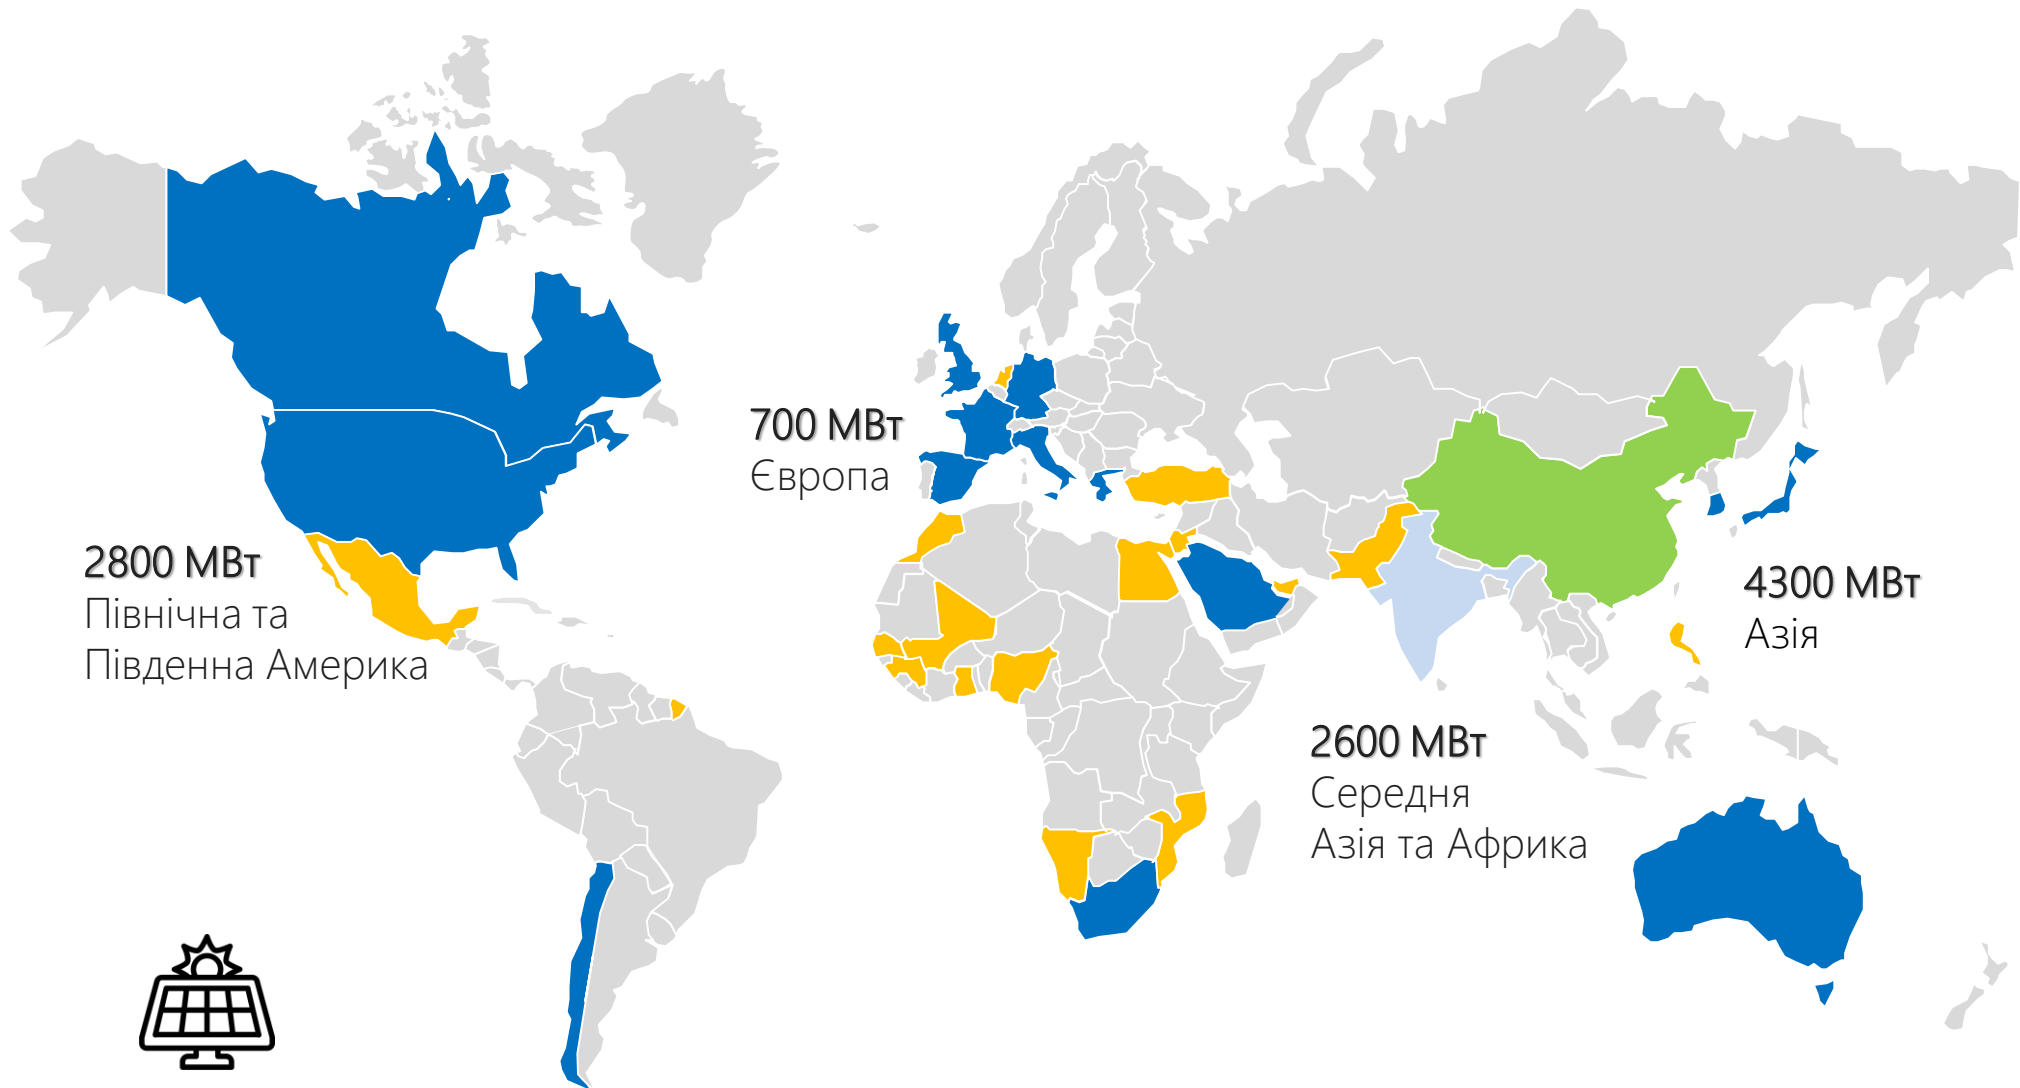 700 МВт
Європа
2800 МВт
Північна та
Південна Америка
4300 МВт
Азія
2600 МВт
Середня
Азія та Африка